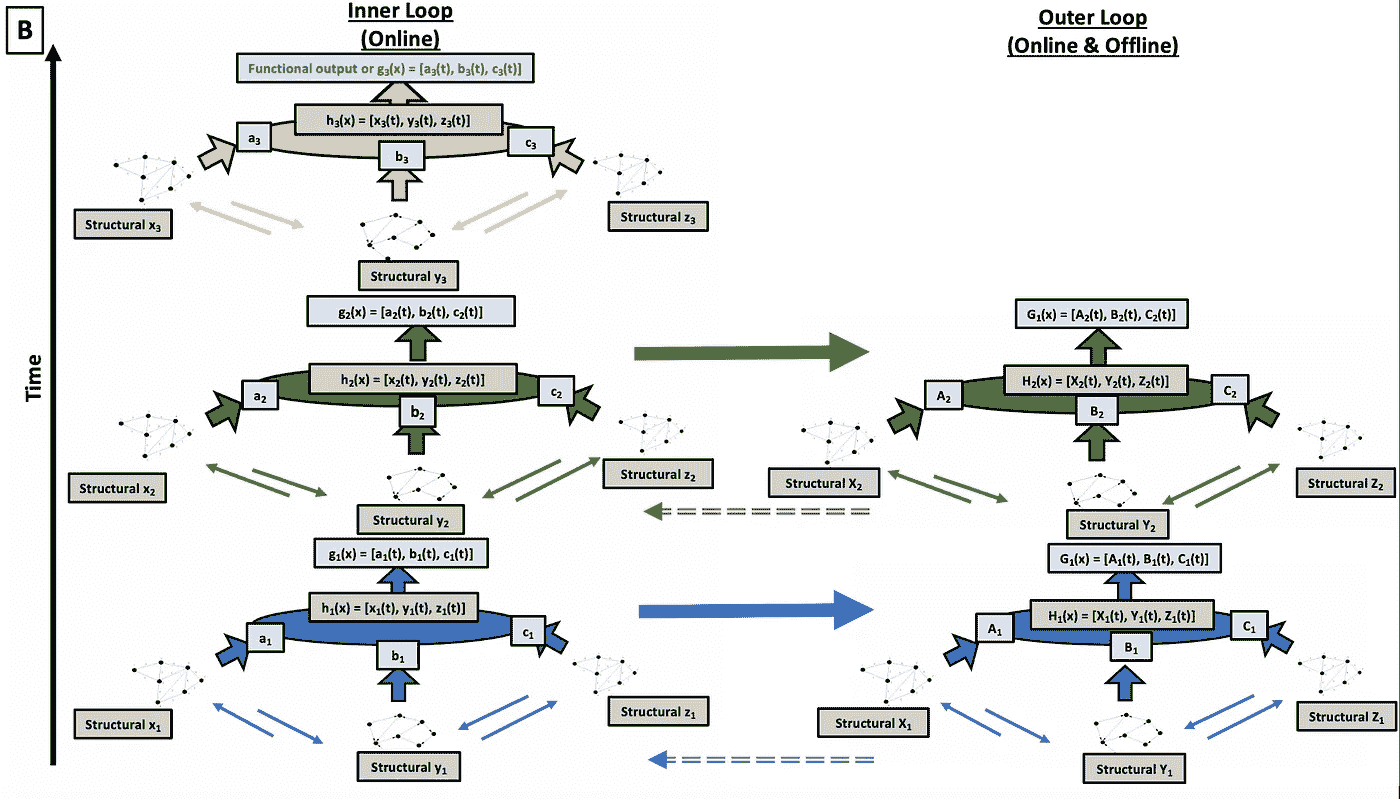 B
Inner Loop
(Online)
Outer Loop
(Online & Offline)
Time
Functional output or g₃(x) = [a₃(t), b₃(t), c₃(t)]
h₃(x) = [x₃(t), y₃(t), z₃(t)]
a₃
b₃
c₃
Structural x₃
Structural z₃
Structural y₃
g₂(x) = [a₂(t), b₂(t), c₂(t)]
h₂(x) = [x₂(t), y₂(t), z₂(t)]
a₂
b₂
c₂
Structural x₂
Structural z₂
Structural y₂
g₁(x) = [a₁(t), b₁(t), c₁(t)]
h₁(x) = [x₁(t), y₁(t), z₁(t)]
a₁
b₁
c₁
Structural x₁
Structural z₁
Structural y₁
G₁(x) = [A₂(t), B₂(t), C₂(t)]
H₂(x) = [X₂(t), Y₂(t), Z₂(t)]
A₂
B₂
C₂
Structural X₂
Structural Z₂
Structural Y₂
G₁(x) = [A₁(t), B₁(t), C₁(t)]
H₁(x) = [X₁(t), Y₁(t), Z₁(t)]
A₁
B₁
C₁
Structural X₁
Structural Z₁
Structural Y₁